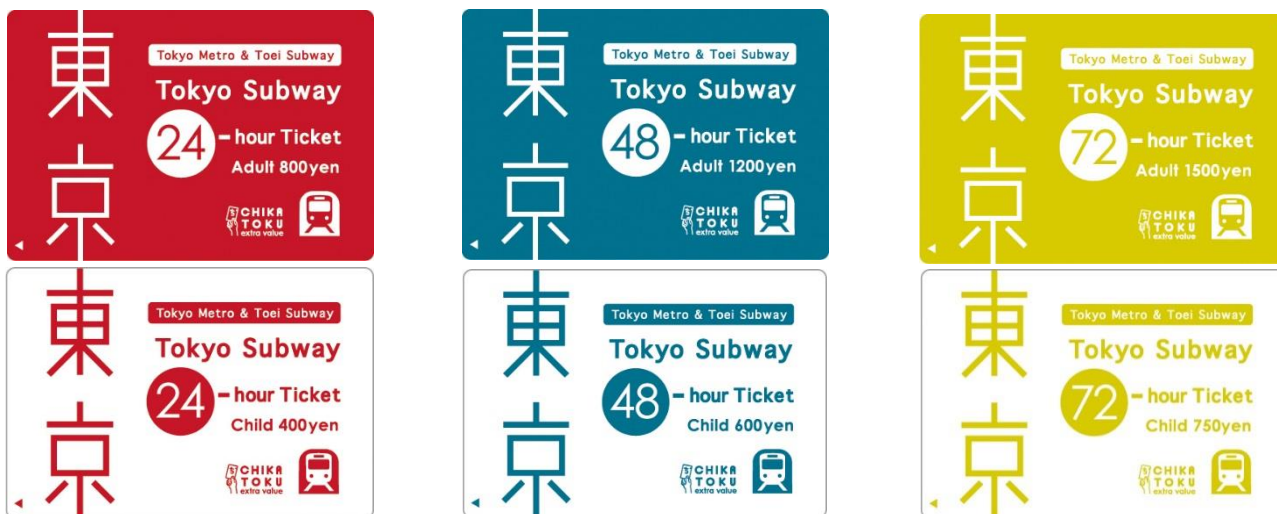 東京
Tokyo Metro & Toei Subway
Tokyo Subway
24-hour Ticket
Adult 800yen
CHIKA
TOKU
extra value
東京
Tokyo Metro & Toei Subway
Tokyo Subway
48-hour Ticket
Adult 1200yen
CHIKA
TOKU
extra value
東京
Tokyo Metro & Toei Subway
Tokyo Subway
72-hour Ticket
Adult 1500yen
CHIKA
TOKU
extra value
東京
Tokyo Metro & Toei Subway
Tokyo Subway
24-hour Ticket
Child 400yen
CHIKA
TOKU
extra value
東京
Tokyo Metro & Toei Subway
Tokyo Subway
48-hour Ticket
Child 600yen
CHIKA
TOKU
extra value
東京
Tokyo Metro & Toei Subway
Tokyo Subway
72-hour Ticket
Child 750yen
CHIKA
TOKU
extra value